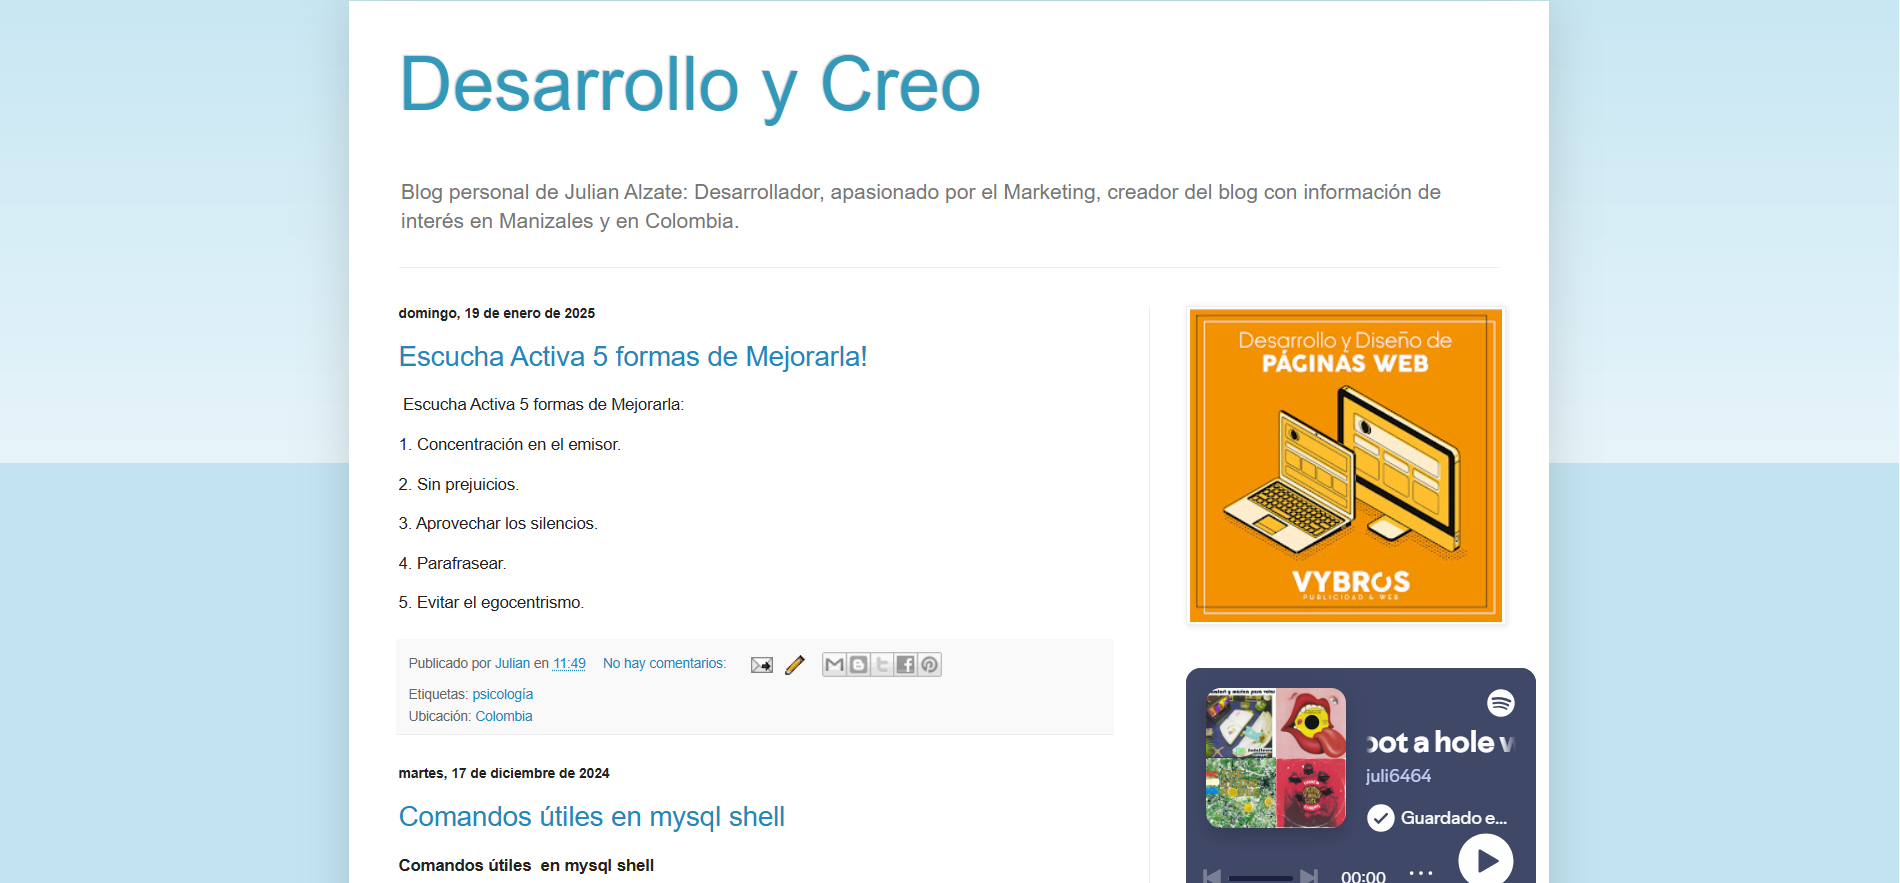 Desarrollo y Creo
Blog personal de Julian Alzate: Desarrollador, apasionado por el Marketing, creador del blog con información de
interés en Manizales y en Colombia.
domingo, 19 de enero de 2025
Escucha Activa 5 formas de Mejorarla!
Escucha Activa 5 formas de Mejorarla:
1. Concentración en el emisor.
2. Sin prejuicios.
3. Aprovechar los silencios.
4. Parafrasear.
5. Evitar el egocentrismo.
Publicado por Julian en 11:49 No hay comentarios:
Etiquetas: psicología
Ubicación: Colombia
martes, 17 de diciembre de 2024
Comandos útiles en mysql shell
Comandos útiles  en mysql shell
Desarrollo y Diseño de
PÁGINAS WEB
VYBROS
PUBLICIDAD & WEB
a hole
juli6464
Guardado e...
00:00